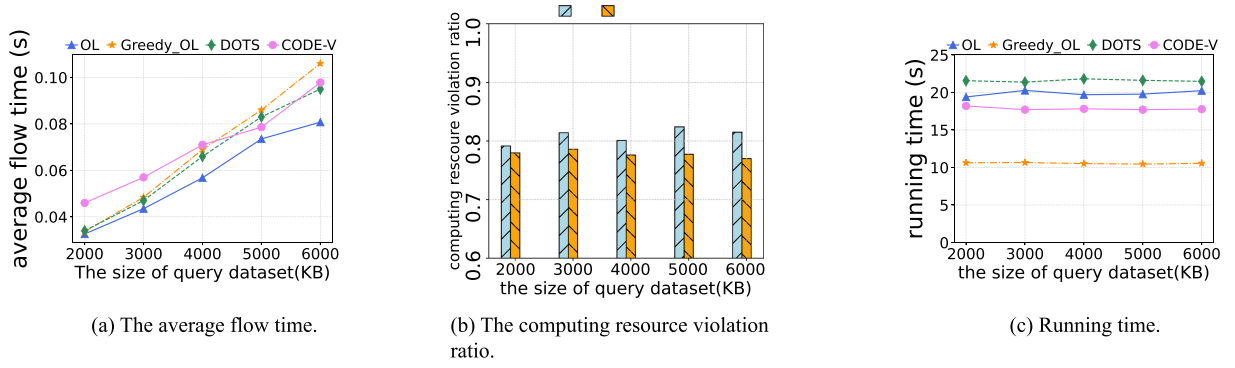 OL Greedy_OL DOTS CODE-V
average flow time (s)
0.10
0.08
0.06
0.04
2000 3000 4000 5000 6000
The size of query dataset(KB)
(a) The average flow time.
computing rescource violation ratio
1.0
0.9
0.8
0.7
0.6
2000 3000 4000 5000 6000
the size of query dataset(KB)
(b) The computing resource violation
ratio.
OL Greedy_OL DOTS CODE-V
running time (s)
25
20
15
10
5
0
2000 3000 4000 5000 6000
The size of query dataset(KB)
(c) Running time.